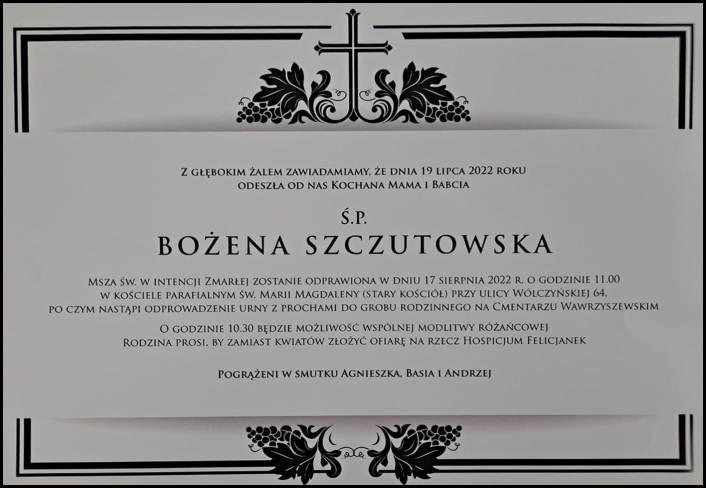 Z GŁĘBOKIM ŻALEM ZAWIADAMIAMY, ŻE DNIA 19 LIPCA 2022 ROKU
ODESZŁA OD NAS KOCHANA MAMA I BABCIA
Ś.P.
BOŻENA SZCZUTOWSKA
MSZA ŚW. W INTENCJI ZMARŁEJ ZOSTANIE ODPRAWIONA W DNIU 17 SIERPNIA 2022 R. O GODZINIE 11.00
W KOŚCIELE PARAFIALNYM ŚW. MARII MAGDALENY (STARY KOŚCIÓŁ) PRZY ULICY WÓLCZYŃSKIEJ 64,
PO CZYM NASTĄPI ODPROWADZENIE URNY Z PROCHAMI DO GROBU RODZINNEGO NA CMENTARZU WAWRZYSZEWSKIM
O GODZINIE 10.30 BĘDZIE MOŻLIWOŚĆ WSPÓLNEJ MODLITWY RÓŻAŃCOWEJ
RODZINA PROSI, BY ZAMIAST KWIATÓW ZŁOŻYĆ OFIARĘ NA RZECZ HOSPICJUM FELICJANEK
POGRĄŻENI W SMUTKU AGNIESZKA, BASIA I ANDRZEJ